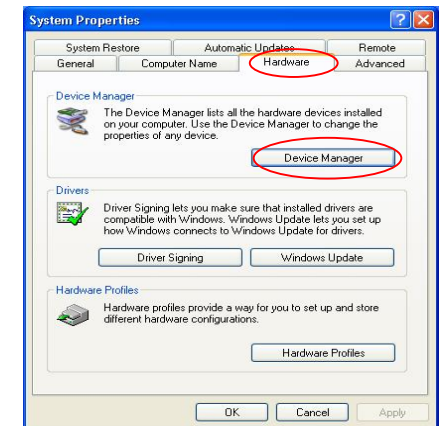 System Properties
System Restore Automatic Updates Remote
General Computer Name Hardware Advanced
Device Manager
The Device Manager lists all the hardware devices installed
on your computer. Use the Device Manager to change the
properties of any device.
Device Manager
Drivers
Driver Signing lets you make sure that installed drivers are
compatible with Windows. Windows Update lets you set up
how Windows connects to Windows Update for drivers.
Driver Signing Windows Update
Hardware Profiles
Hardware profiles provide a way for you to set up and store
different hardware configurations.
Hardware Profiles
OK Cancel Apply